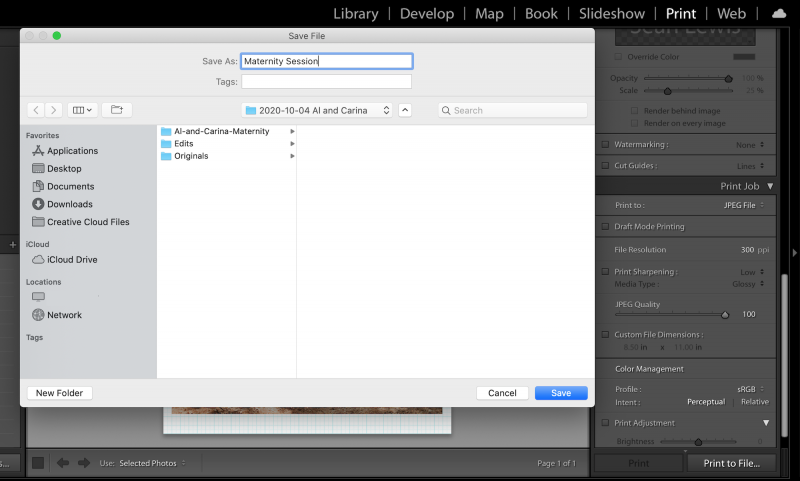 Library | Develop | Map | Book | Slideshow | Print | Web
Save File
Save As: Maternity Session
Tags:
2020-10-04 Al and Carina
Search
Favorites
Applications
Desktop
Documents
Downloads
Creative Cloud Files
iCloud
iCloud Drive
Locations
Network
Tags
Al-and-Carina-Maternity
Edits
Originals
New Folder
Cancel
Save
Sean Lewis
Override Color
Opacity 100 %
Scale 25 %
Render behind image
Render on every image
Watermarking : None
Cut Guides : Lines
Print Job
Print to : JPEG File
Draft Mode Printing
File Resolution 300 ppi
Print Sharpening : Low
Media Type : Glossy
JPEG Quality
100
Custom File Dimensions :
8.50 in x 11.00 in
Color Management
Profile : sRGB
Intent : Perceptual | Relative
Print Adjustment
Brightness 0
s...
Use: Selected Photos
Page 1 of 1
Print
Print to File...